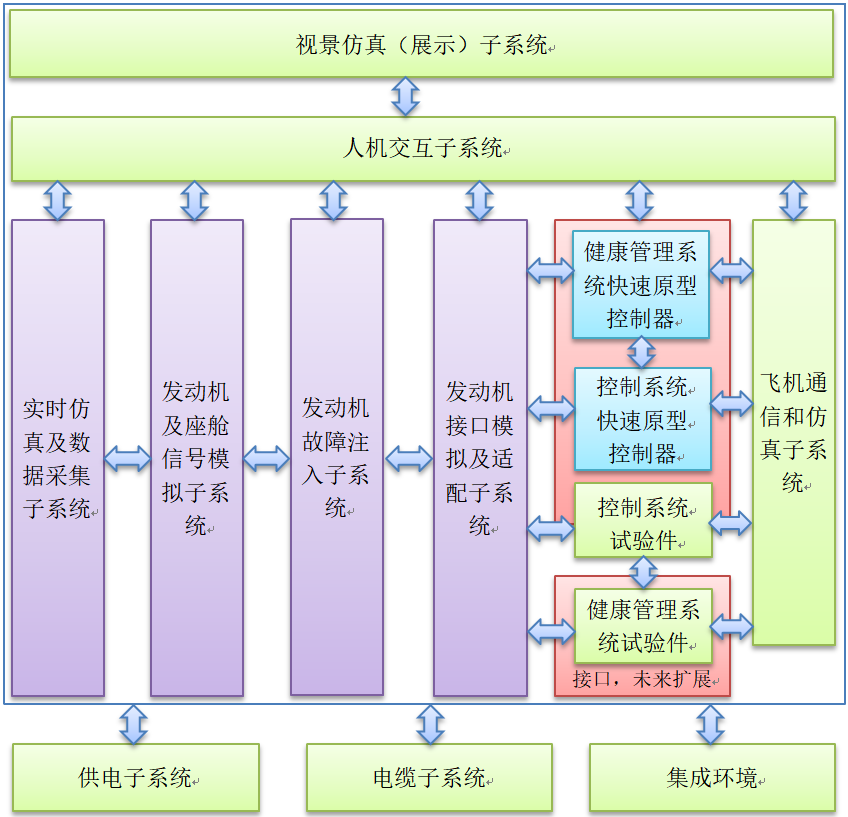 视景仿真（展示）子系统
人机交互子系统
实时仿
真及数
据采集
子系统
发动机
及座舱
信号模
拟子系
统
发动机
故障注
入子系
统
发动机
接口模
拟及适
配子系
统
健康管理系
统快速原型
控制器
控制系统
快速原型
控制器
控制系统
试验件
健康管理系
统试验件
接口，未来扩展
飞机通
信和仿
真子系
统
供电子系统
电缆子系统
集成环境